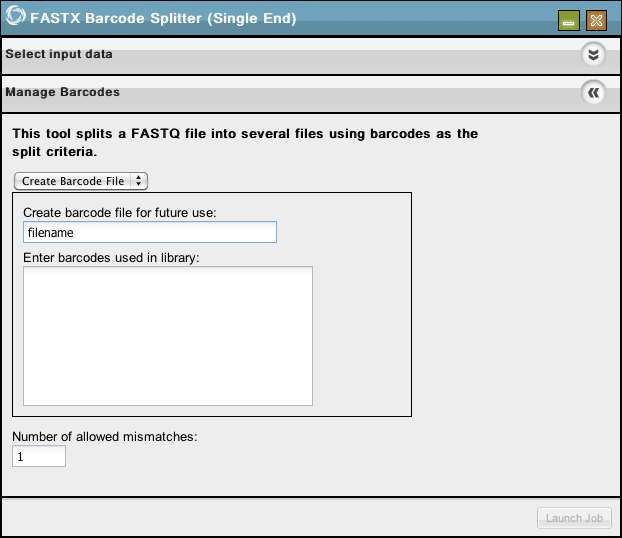 FASTX Barcode Splitter (Single End)
Select input data
Manage Barcodes
This tool splits a FASTQ file into several files using barcodes as the
split criteria.
Create Barcode File
Create barcode file for future use:
filename
Enter barcodes used in library:
Number of allowed mismatches:
1
Launch Job